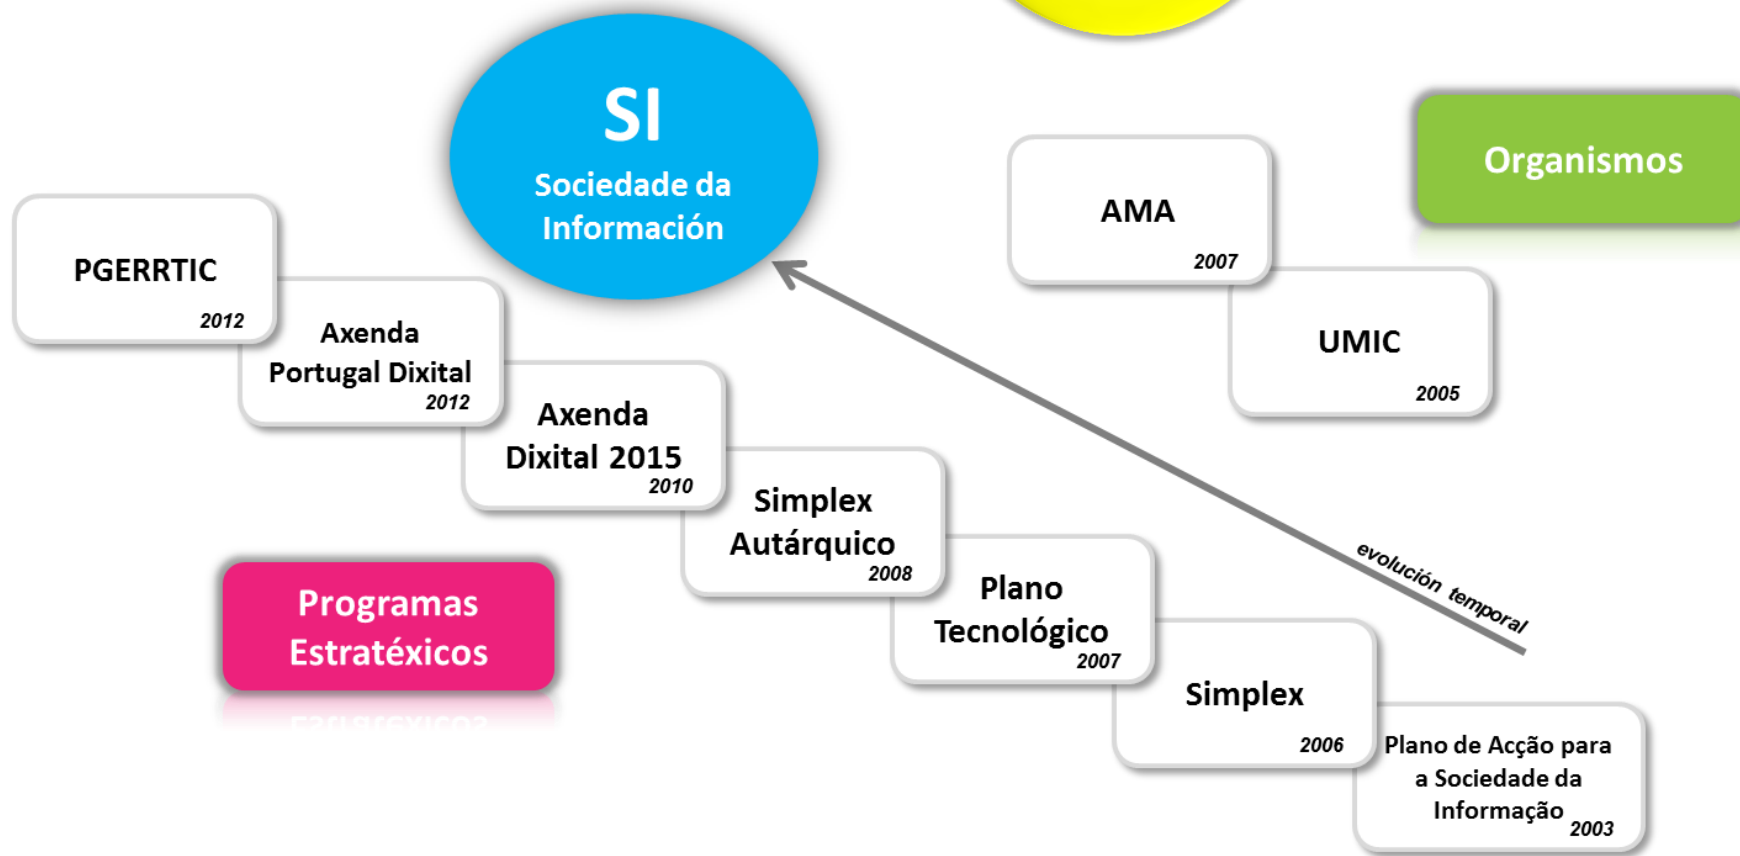 SI
Sociedade da
Información
Organismos
AMA
2007
UMIC
2005
PGERRTIC
2012
Axenda
Portugal Dixital
2012
Axenda
Dixital 2015
2010
Simplex
Autárquico
2008
Plano
Tecnológico
2007
Simplex
2006
Plano de Acção para
a Sociedade da
Informação
2003
evolución temporal
Programas
Estratéxicos